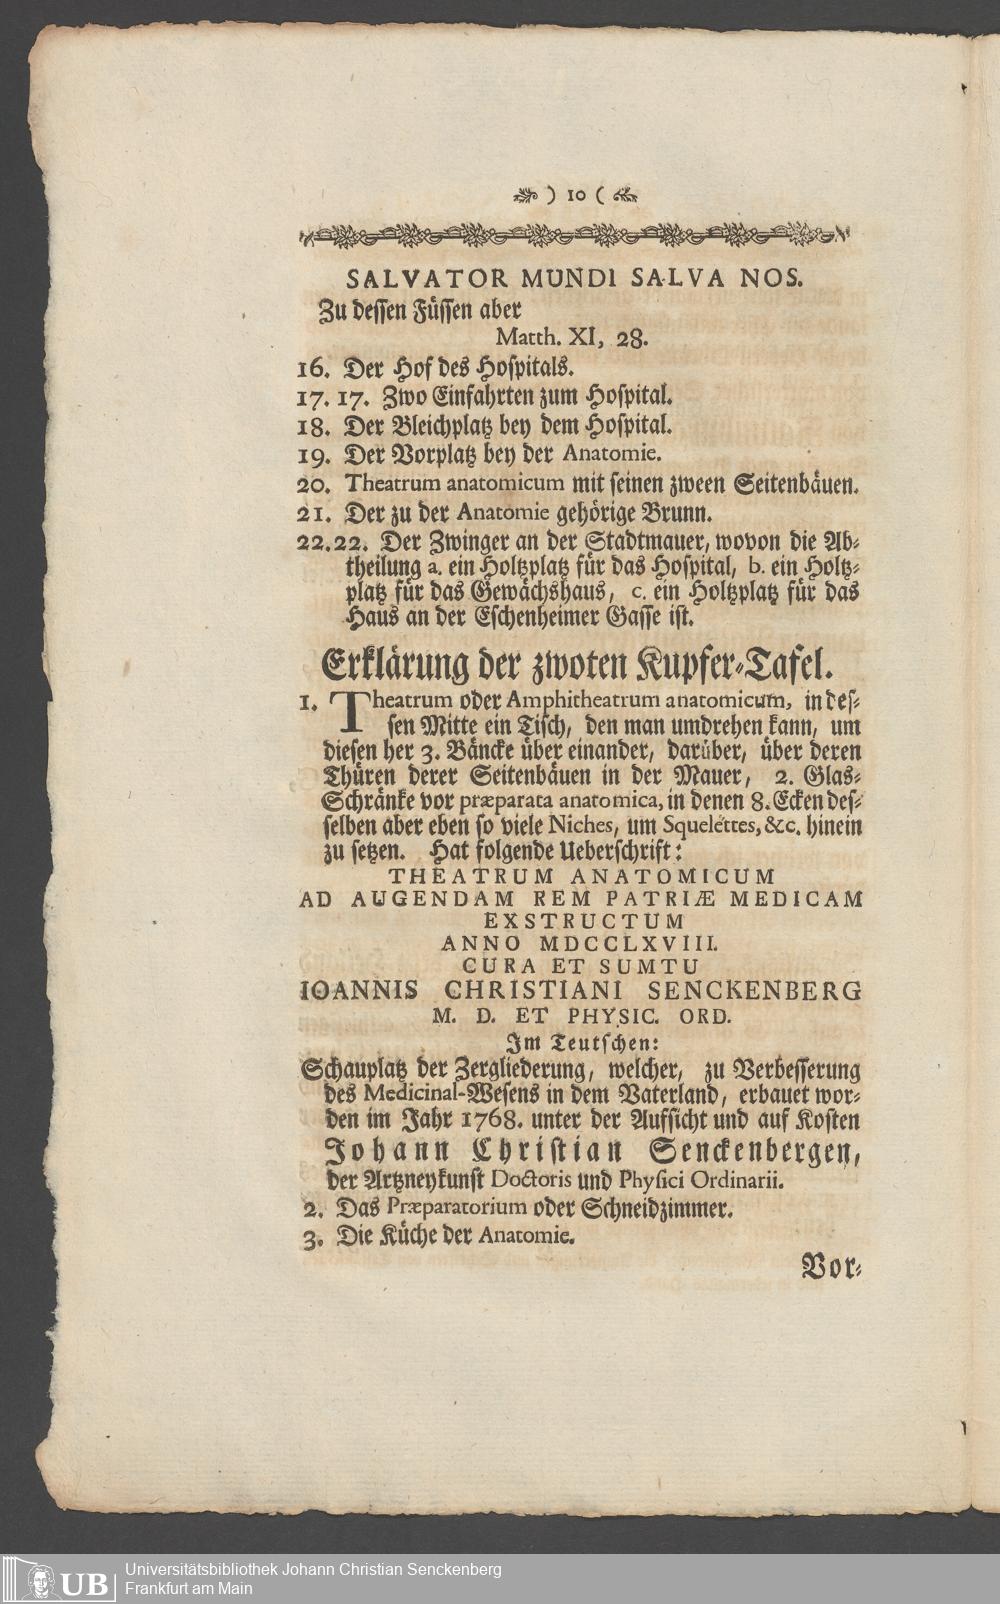 ) 10 (
SALVATOR MUNDI SALVA NOS.
Zu dessen Füssen aber
Matth. XI, 28.
16. Der Hof des Hospitals.
17. 17. Zwo Einfahrten zum Hospital.
18. Der Bleichplatz bey dem Hospital.
19. Der Vorplatz bey der Anatomie.
20. Theatrum anatomicum mit seinen zween Seitenbäuen.
21. Der zu der Anatomie gehörige Brunn.
22. 22. Der Zwinger an der Stadtmauer, wovon die Ab-
theilung a. ein Holtzplatz für das Hospital, b. ein Holtz-
platz für das Gewächshaus, c. ein Holtzplatz für das
Haus an der Eschenheimer Gasse ist.
Erklärung der zwoten Kupfer-Tafel.
1. Theatrum oder Amphitheatrum anatomicum, in des-
sen Mitte ein Tisch, den man umdrehen kann, um
diesen her 3. Bäncke über einander, darüber, über deren
Thüren derer Seitenbäuen in der Mauer, 2. Glas-
Schränke vor præparata anatomica, in denen 8. Ecken des-
selben aber eben so viele Niches, um Squelettes, &c. hinein
zu setzen. Hat folgende Ueberschrift:
THEATRUM ANATOMICUM
AD AUGENDAM REM PATRIÆ MEDICAM
EXSTRUCTUM
ANNO MDCCLXVIII.
CURA ET SUMTU
IOANNIS CHRISTIANI SENCKENBERG
M. D. ET PHYSIC. ORD.
Im Teutschen:
Schauplatz der Zergliederung, welcher, zu Verbesserung
des Medicinal-Wesens in dem Vaterland, erbauet wor-
den im Jahr 1768. unter der Aufsicht und auf Kosten
Johann Christian Senckenbergen,
der Artzneykunst Doctoris und Physici Ordinarii.
2. Das Præparatorium oder Schneidzimmer.
3. Die Küche der Anatomie.
Vor-
UB
Universitätsbibliothek Johann Christian Senckenberg
Frankfurt am Main